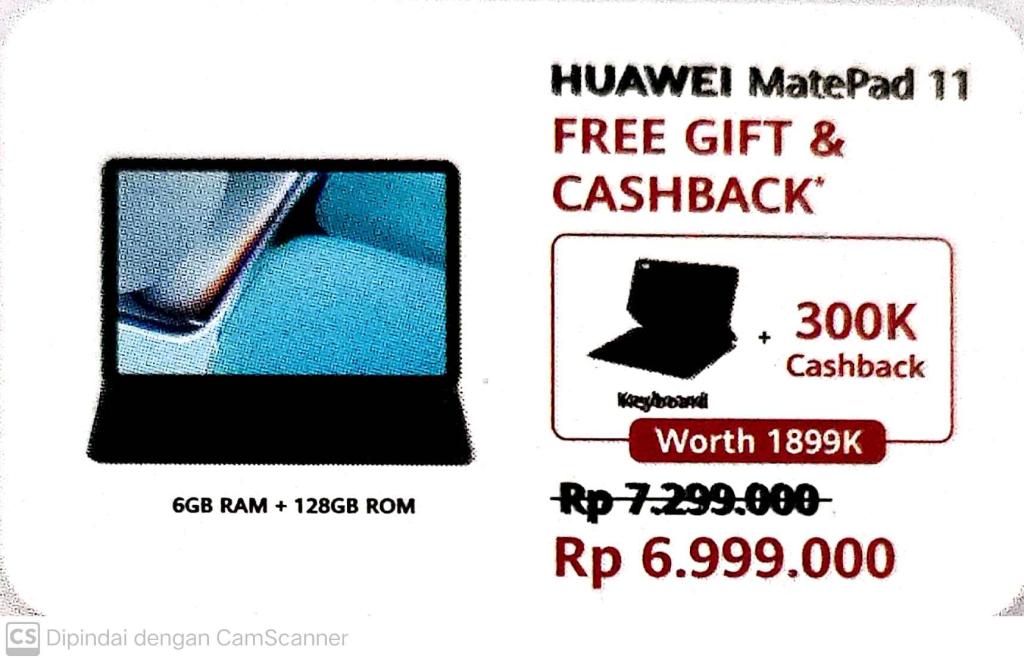 HUAWEI MatePad 11
FREE GIFT &
CASHBACK*
300K
+
Cashback
Keyboard
Worth 1899K
6GB RAM + 128GB ROM
Rp 7.299.000
Rp 6.999.000
CS Dipindai dengan CamScanner